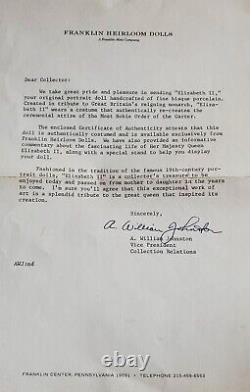 FRANKLIN HEIRLOOM DOLLS
A Franklin Mint Company
Dear Collector:
We take great pride and pleasure in sending "Elizabeth II,"
your original portrait doll handcrafted of fine bisque porcelain.
Created in tribute to Great Britain's reigning monarch, "Eliza-
beth II" wears a costume that authentically re-creates the
ceremonial attire of the Most Noble Order of the Garter.
The enclosed Certificate of Authenticity attests that this
doll is authentically costumed and is available exclusively from
Franklin Heirloom Dolls. We have also provided an informative
commentary about the fascinating life of Her Majesty Queen
Elizabeth II, along with a special stand to help you display
your doll.
Fashioned in the tradition of the famous 19th-century por-
trait dolls, "Elizabeth II" is a collector's treasure to be
enjoyed today and passed on from mother to daughter in the years
to come. I'm sure you'll agree that this exceptional work of
art is a splendid tribute to the great queen that inspired its
creation.
Sincerely,
A. William Johnston
A. William Johnston
Vice President
Collection Relations
AWJ:md
FRANKLIN CENTER, PENNSYLVANIA 19091 • TELEPHONE 215-459-6553